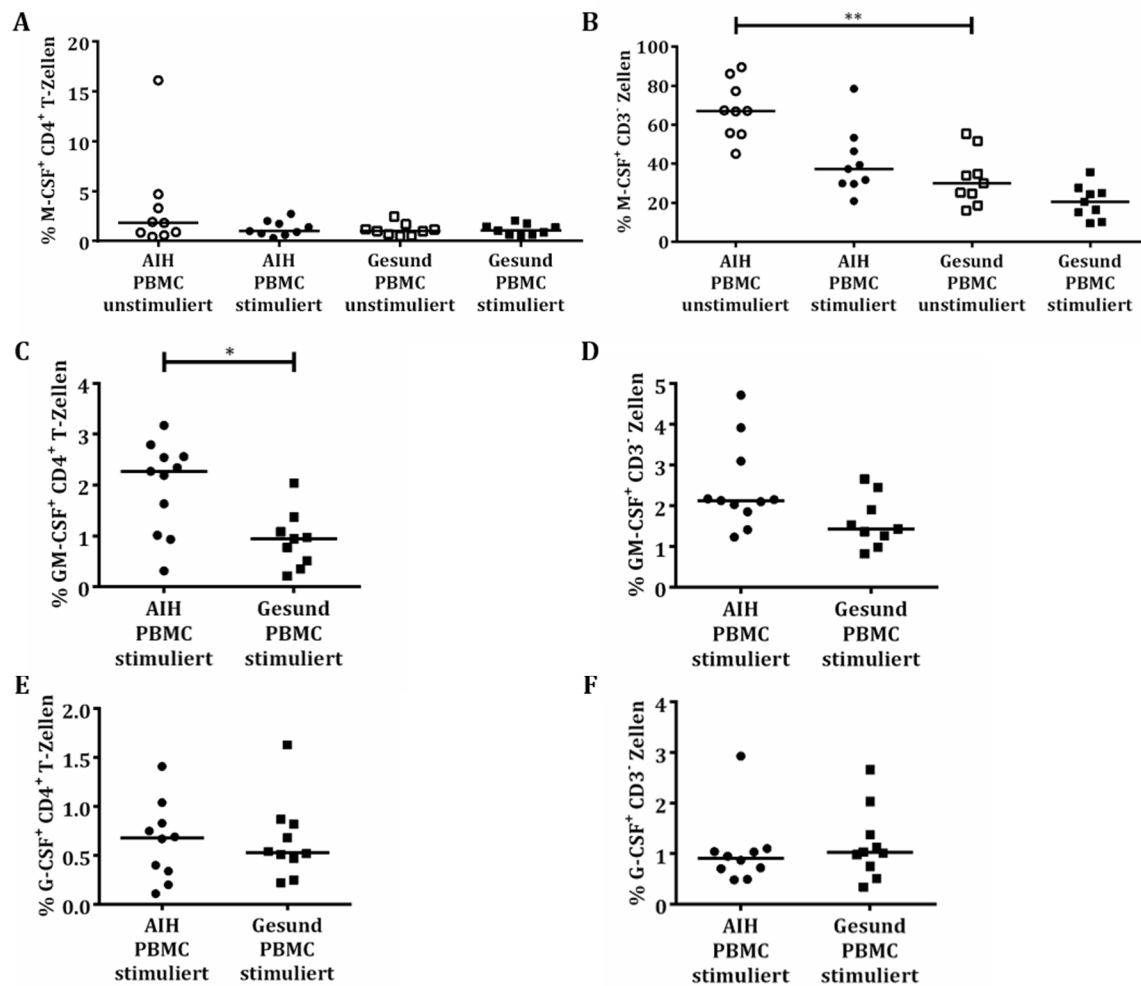 A
% M-CSF⁺ CD4⁺ T-Zellen
20
15
10
5
0
AIH
PBMC
unstimuliert
AIH
PBMC
stimuliert
Gesund
PBMC
unstimuliert
Gesund
PBMC
stimuliert
B
**
% M-CSF⁺ CD3⁻ Zellen
100
80
60
40
20
0
AIH
PBMC
unstimuliert
AIH
PBMC
stimuliert
Gesund
PBMC
unstimuliert
Gesund
PBMC
stimuliert
C
*
% GM-CSF⁺ CD4⁺ T-Zellen
4
3
2
1
0
AIH
PBMC
stimuliert
Gesund
PBMC
stimuliert
D
% GM-CSF⁺ CD3⁻ Zellen
5
4
3
2
1
0
AIH
PBMC
stimuliert
Gesund
PBMC
stimuliert
E
% G-CSF⁺ CD4⁺ T-Zellen
2.0
1.5
1.0
0.5
0.0
AIH
PBMC
stimuliert
Gesund
PBMC
stimuliert
F
% G-CSF⁺ CD3⁻ Zellen
4
3
2
1
0
AIH
PBMC
stimuliert
Gesund
PBMC
stimuliert